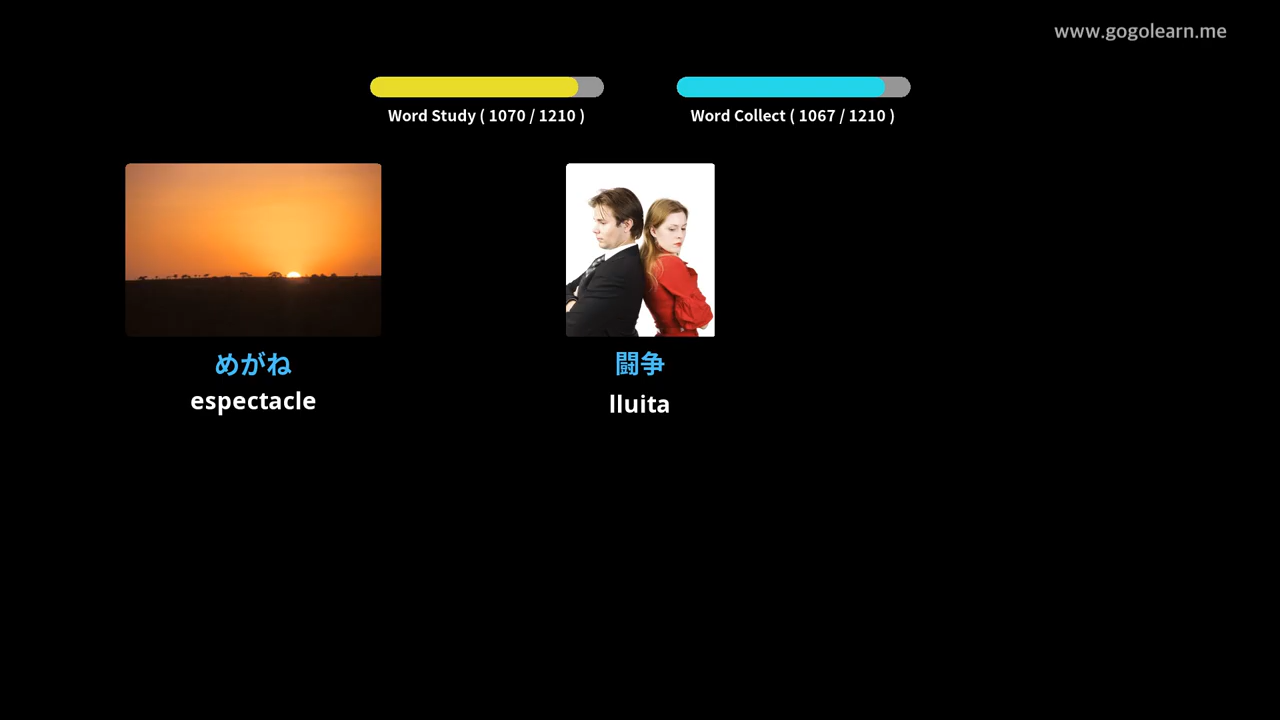 www.gogolearn.me
Word Study ( 1070 / 1210 )
Word Collect ( 1067 / 1210 )
めがね
espectacle
闘争
lluita